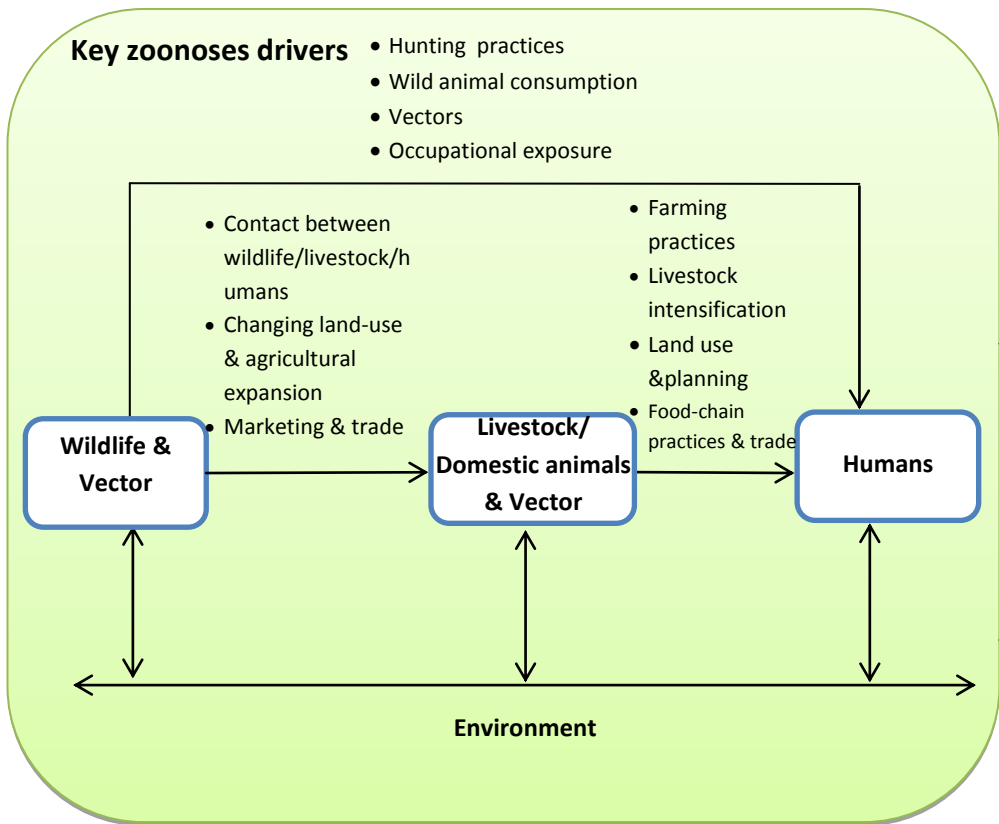 Key zoonoses drivers
• Hunting practices
• Wild animal consumption
• Vectors
• Occupational exposure
• Contact between
wildlife/livestock/h
umans
• Changing land-use
& agricultural
expansion
• Marketing & trade
• Farming
practices
• Livestock
intensification
• Land use
&planning
• Food-chain
practices & trade
Wildlife &
Vector
Livestock/
Domestic animals
& Vector
Humans
Environment